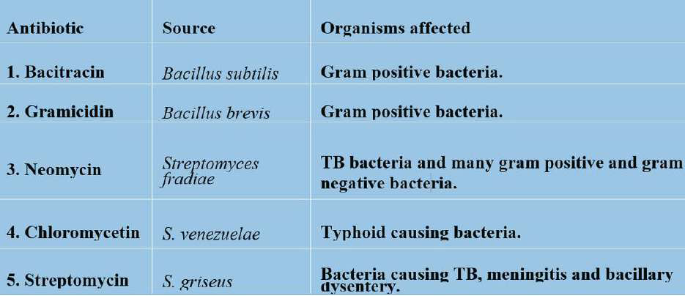 Antibiotic Source Organisms affected
1. Bacitracin Bacillus subtilis Gram positive bacteria.
2. Gramicidin Bacillus brevis Gram positive bacteria.
3. Neomycin Streptomyces fradiae TB bacteria and many gram positive and gram
negative bacteria.
4. Chloromycetin S. venezuelae Typhoid causing bacteria.
5. Streptomycin S. griseus Bacteria causing TB, meningitis and bacillary
dysentery.